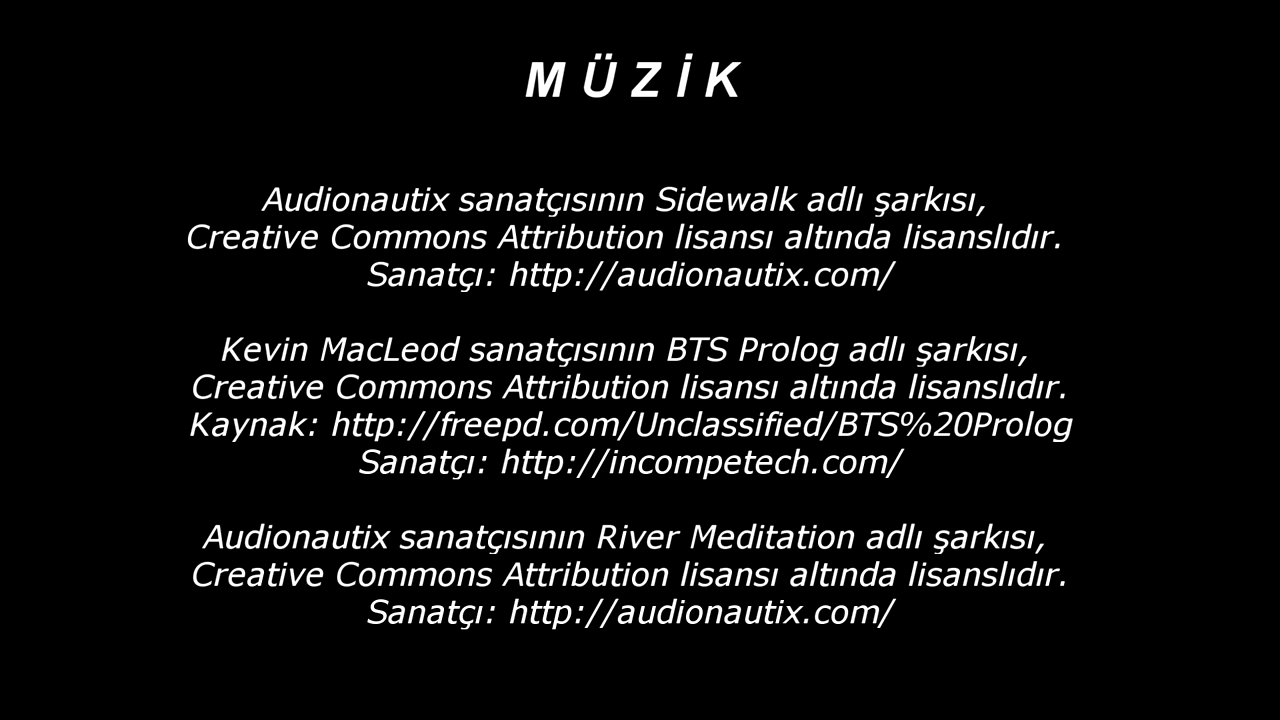 M Ü Z İ K
Audionautix sanatçısının Sidewalk adlı şarkısı,
Creative Commons Attribution lisansı altında lisanslıdır.
Sanatçı: http://audionautix.com/
Kevin MacLeod sanatçısının BTS Prolog adlı şarkısı,
Creative Commons Attribution lisansı altında lisanslıdır.
Kaynak: http://freepd.com/Unclassified/BTS%20Prolog
Sanatçı: http://incompetech.com/
Audionautix sanatçısının River Meditation adlı şarkısı,
Creative Commons Attribution lisansı altında lisanslıdır.
Sanatçı: http://audionautix.com/